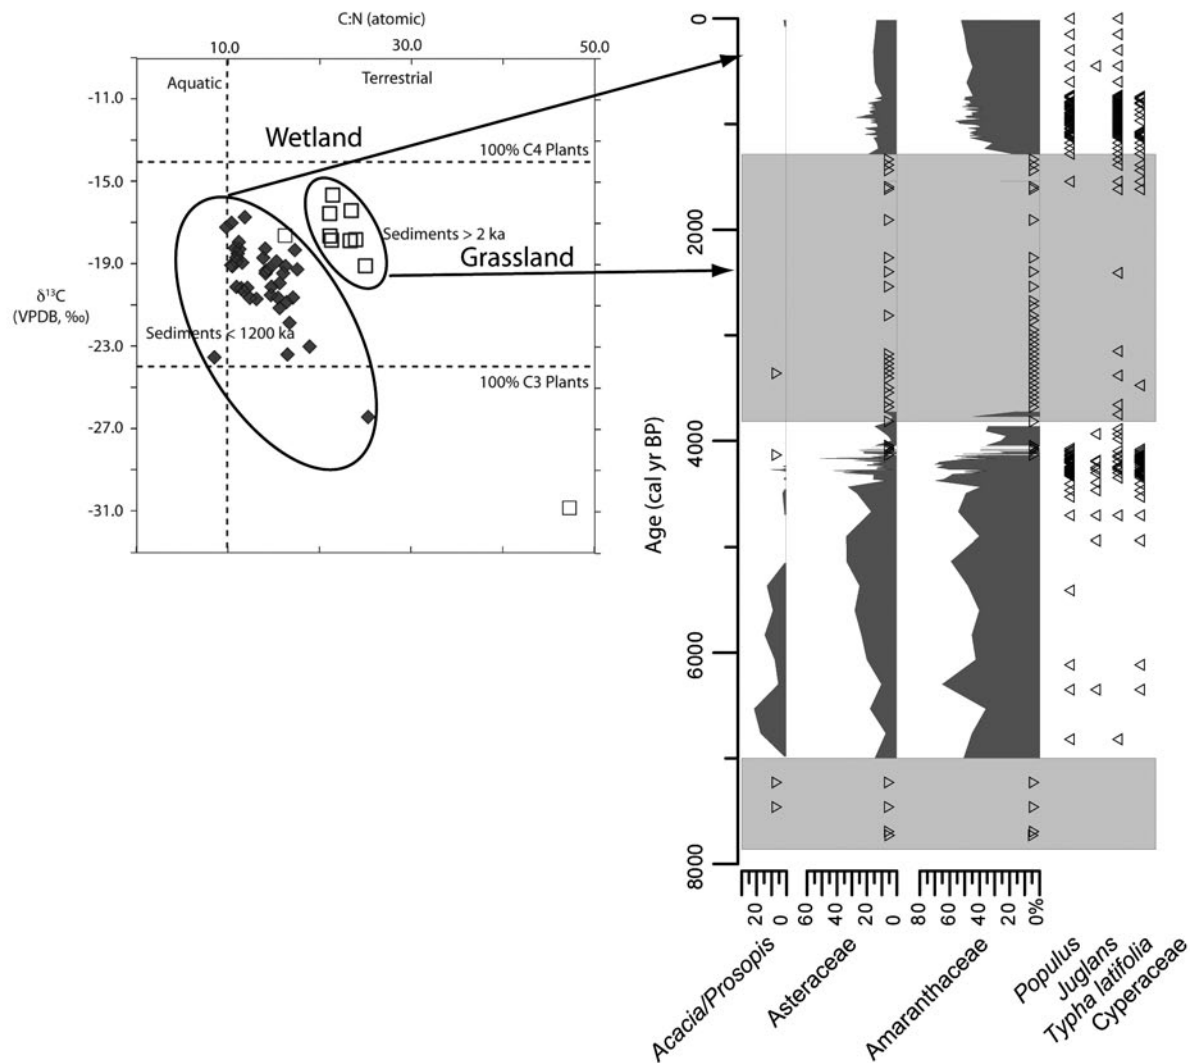 C:N (atomic)
10.0
30.0
50.0
Aquatic
Terrestrial
-11.0
Wetland
100% C4 Plants
-15.0
Sediments > 2 ka
-19.0
Grassland
δ¹³C
(VPDB, ‰)
Sediments < 1200 ka
-23.0
100% C3 Plants
-27.0
-31.0
0
2000
4000
6000
8000
Age (cal yr BP)
20
0
60
40
20
0
80
60
40
20
0%
Acacia/Prosopis
Asteraceae
Amaranthaceae
Populus
Juglans
Typha latifolia
Cyperaceae